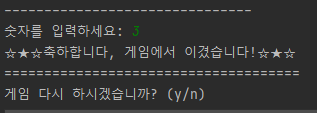 --------------------------------
숫자를 입력하세요: 3
☆★☆축하합니다, 게임에서 이겼습니다!☆★☆
======================================
게임 다시 하시겠습니까? (y/n)